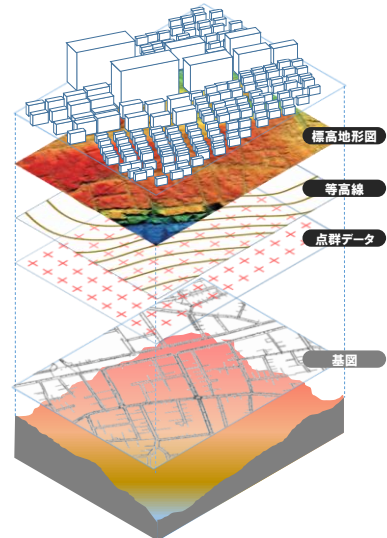 標高地形図
等高線
点群データ
基図